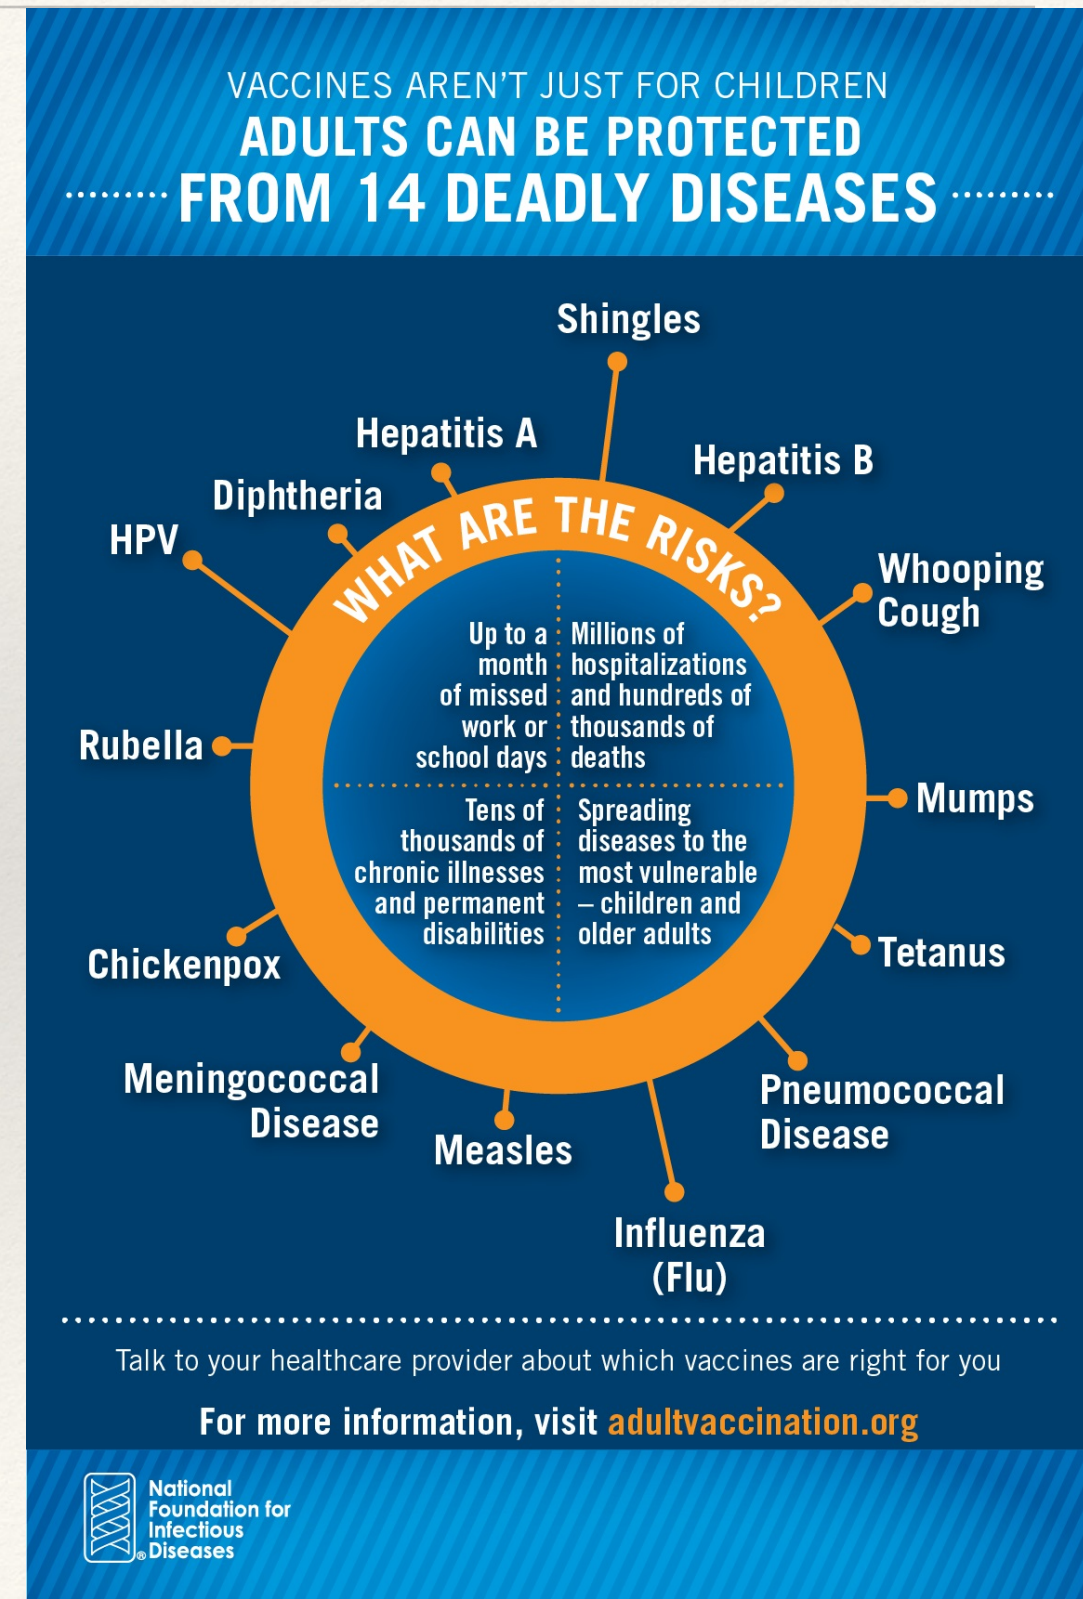 VACCINES AREN'T JUST FOR CHILDREN
ADULTS CAN BE PROTECTED
FROM 14 DEADLY DISEASES
Shingles
Hepatitis A
Hepatitis B
Diphtheria
HPV
Whooping
Cough
Rubella
Mumps
Chickenpox
Tetanus
Meningococcal
Disease
Pneumococcal
Disease
Measles
Influenza
(Flu)
WHAT ARE THE RISKS?
Up to a
month
of missed
work or
school days
Millions of
hospitalizations
and hundreds of
thousands of
deaths
Tens of
thousands of
chronic illnesses
and permanent
disabilities
Spreading
diseases to the
most vulnerable
– children and
older adults
Talk to your healthcare provider about which vaccines are right for you
For more information, visit adultvaccination.org
National
Foundation for
Infectious
® Diseases